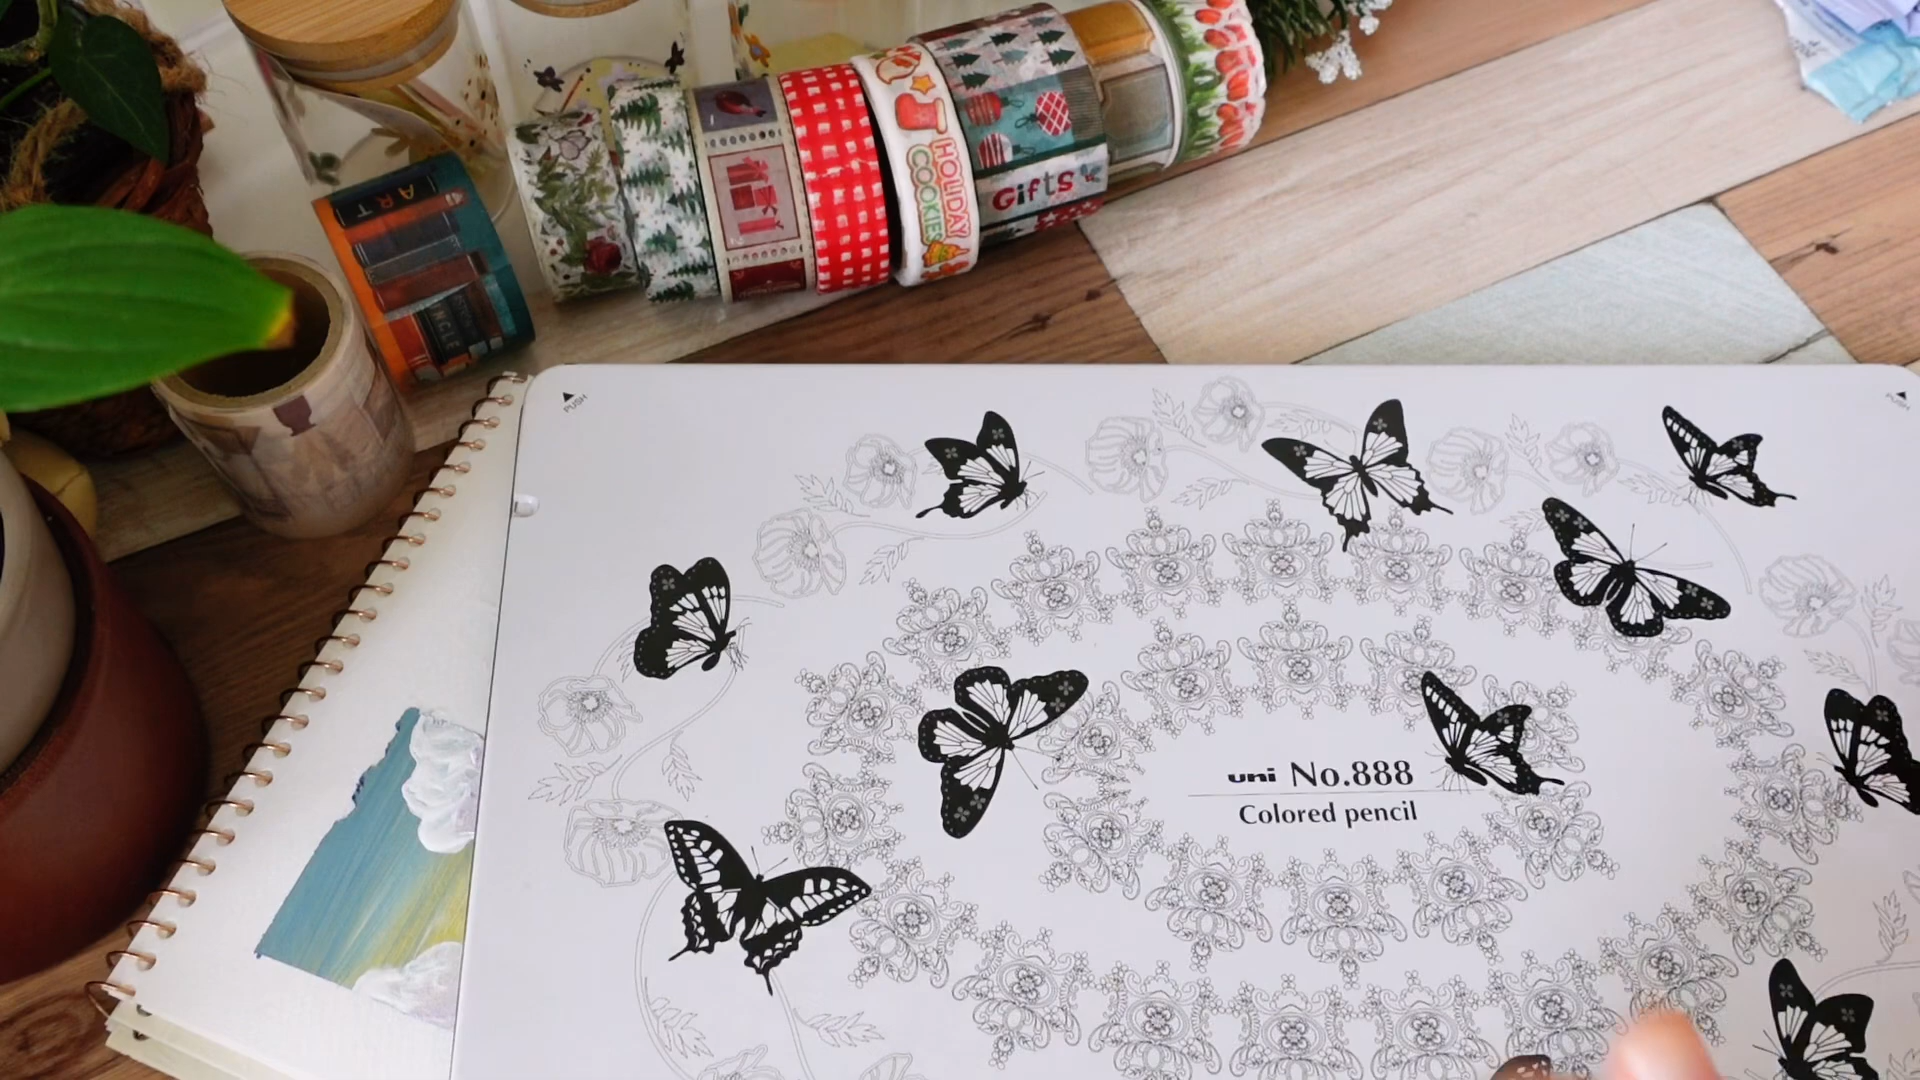 ART
HOLIDAY
COOKIES
Gifts
PUSH
PUSH
uni No.888
Colored pencil